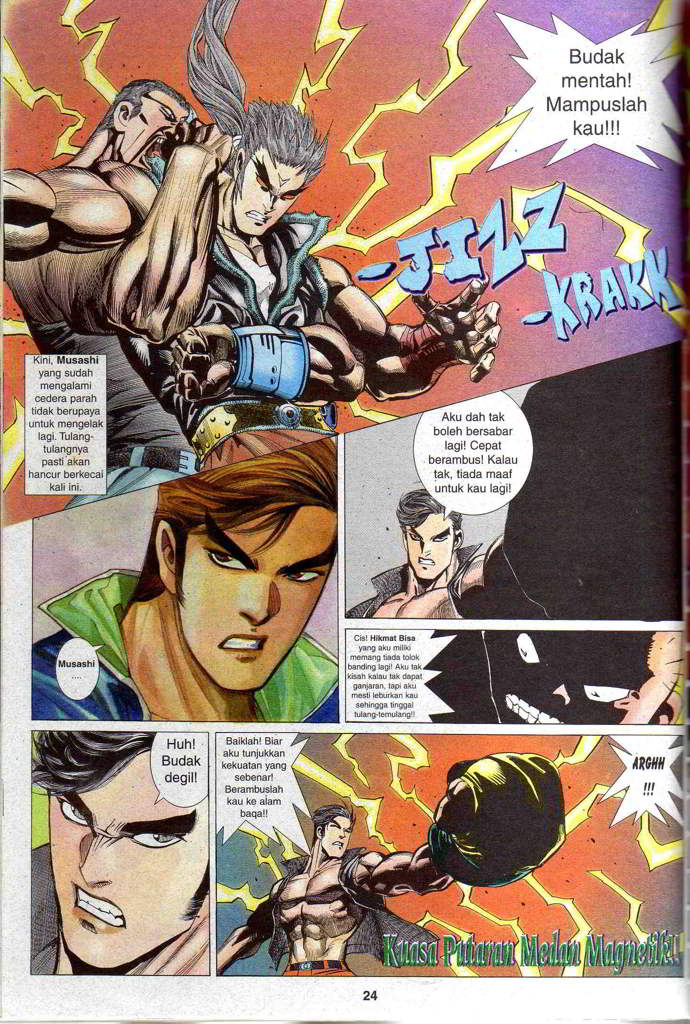 Budak
mentah!
Mampuslah
kau!!!
-JIZZ
-KRAKK
Kini, Musashi
yang sudah
mengalami
cedera parah
tidak berupaya
untuk mengelak
lagi. Tulang-
tulangnya
pasti akan
hancur berkecai
kali ini.
Aku dah tak
boleh bersabar
lagi! Cepat
berambus! Kalau
tak, tiada maaf
untuk kau lagi!
Musashi
....
Cis! Hikmat Bisa
yang aku miliki
memang tiada tolok
banding lagi! Aku tak
kisah kalau tak dapat
ganjaran, tapi aku
mesti leburkan kau
sehingga tinggal
tulang-temulang!!
Huh!
Budak
degil!
Baiklah! Biar
aku tunjukkan
kekuatan yang
sebenar!
Berambuslah
kau ke alam
baqa!!
ARGHH
!!!
Kuasa Putaran Medan Magnetik!!
24